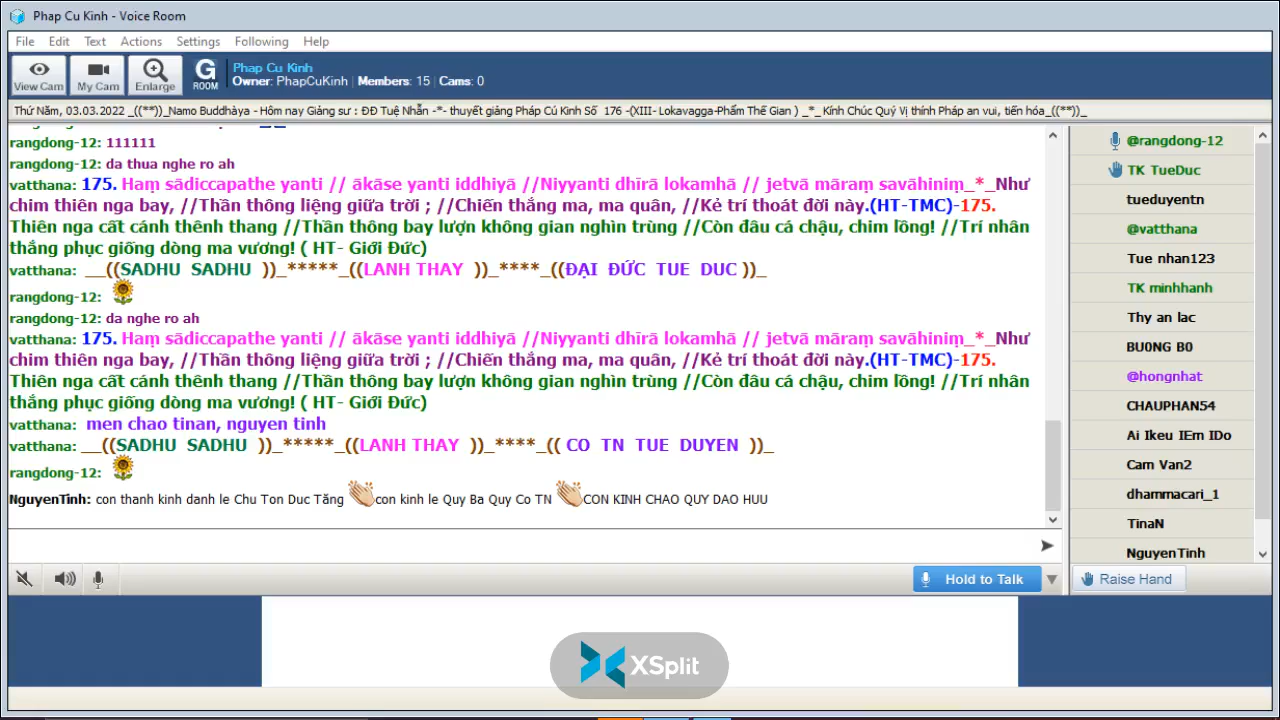 Phap Cu Kinh - Voice Room
File Edit Text Actions Settings Following Help
View Cam My Cam Enlarge G ROOM Phap Cu Kinh
Owner: PhapCuKinh | Members: 15 | Cams: 0
Thứ Năm, 03.03.2022 _((**))_Namo Buddhàya - Hôm nay Giảng sư : ĐĐ Tuệ Nhẫn -*- thuyết giảng Pháp Cú Kinh Số 176 -(XIII- Lokavagga-Phẩm Thế Gian ) _*_ Kính Chúc Quý Vị thính Pháp an vui, tiến hóa_((**))_
rangdong-12: 111111
rangdong-12: da thua nghe ro ah
vatthana: 175. Haṃ sādiccapathe yanti // ākāse yanti iddhiyā //Niyyanti dhīrā lokamhā // jetvā māraṃ savāhiniṃ_*_Như
chim thiên nga bay, //Thần thông liệng giữa trời ; //Chiến thắng ma, ma quân, //Kẻ trí thoát đời này.(HT-TMC)-175.
Thiên nga cất cánh thênh thang //Thần thông bay lượn không gian nghìn trùng //Còn đâu cá chậu, chim lồng! //Trí nhân
thắng phục giống dòng ma vương! ( HT- Giới Đức)
vatthana: __((SADHU SADHU ))_*****_((LANH THAY ))_****_((ĐẠI ĐỨC TUE DUC ))_
rangdong-12:
rangdong-12: da nghe ro ah
vatthana: 175. Haṃ sādiccapathe yanti // ākāse yanti iddhiyā //Niyyanti dhīrā lokamhā // jetvā māraṃ savāhiniṃ_*_Như
chim thiên nga bay, //Thần thông liệng giữa trời ; //Chiến thắng ma, ma quân, //Kẻ trí thoát đời này.(HT-TMC)-175.
Thiên nga cất cánh thênh thang //Thần thông bay lượn không gian nghìn trùng //Còn đâu cá chậu, chim lồng! //Trí nhân
thắng phục giống dòng ma vương! ( HT- Giới Đức)
vatthana: men chao tinan, nguyen tinh
vatthana: __((SADHU SADHU ))_*****_((LANH THAY ))_****_(( CO TN TUE DUYEN ))_
rangdong-12:
NguyenTinh: con thanh kinh danh le Chu Ton Duc Tăng con kinh le Quy Ba Quy Co TN CON KINH CHAO QUY DAO HUU
@rangdong-12
TK TueDuc
tueduyentn
@vatthana
Tue nhan123
TK minhhanh
Thy an lac
BU0NG B0
@hongnhat
CHAUPHAN54
Ai Ikeu IEm IDo
Cam Van2
dhammacari_1
TinaN
NguyenTinh
Hold to Talk
Raise Hand
XSplit